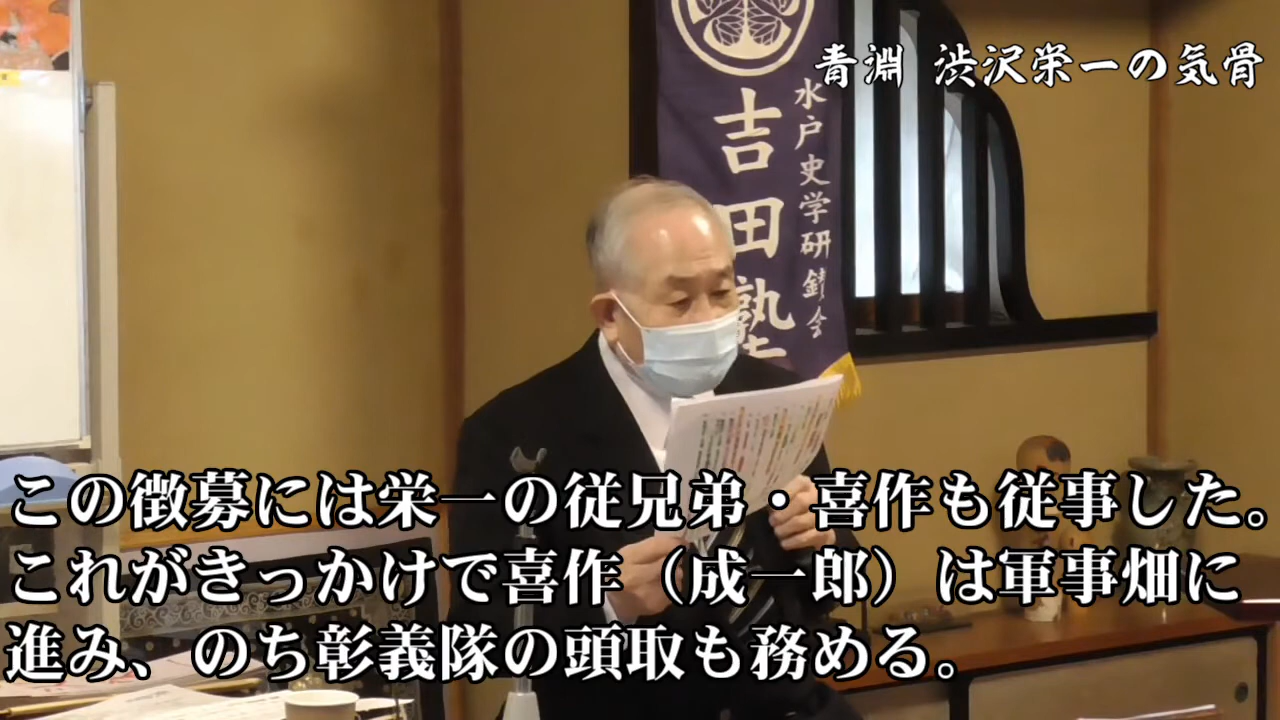 青淵 渋沢栄一の気骨
水戸史学研鑚会
吉田塾
この徴募には栄一の従兄弟・喜作も従事した。
これがきっかけで喜作（成一郎）は軍事畑に
進み、のち彰義隊の頭取も務める。